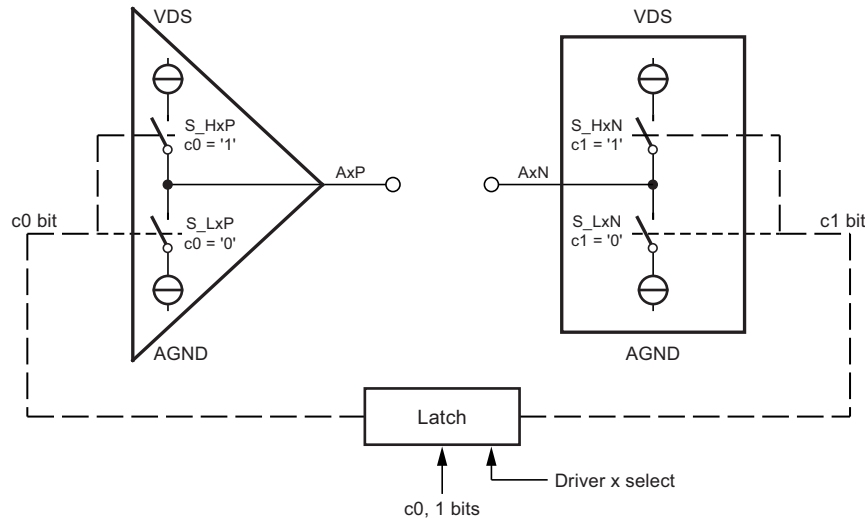 VDS
VDS
S_HxP
c0 = '1'
S_HxN
c1 = '1'
AxP
AxN
c0 bit
S_LxP
c0 = '0'
S_LxN
c1 = '0'
c1 bit
AGND
AGND
Latch
Driver x select
c0, 1 bits